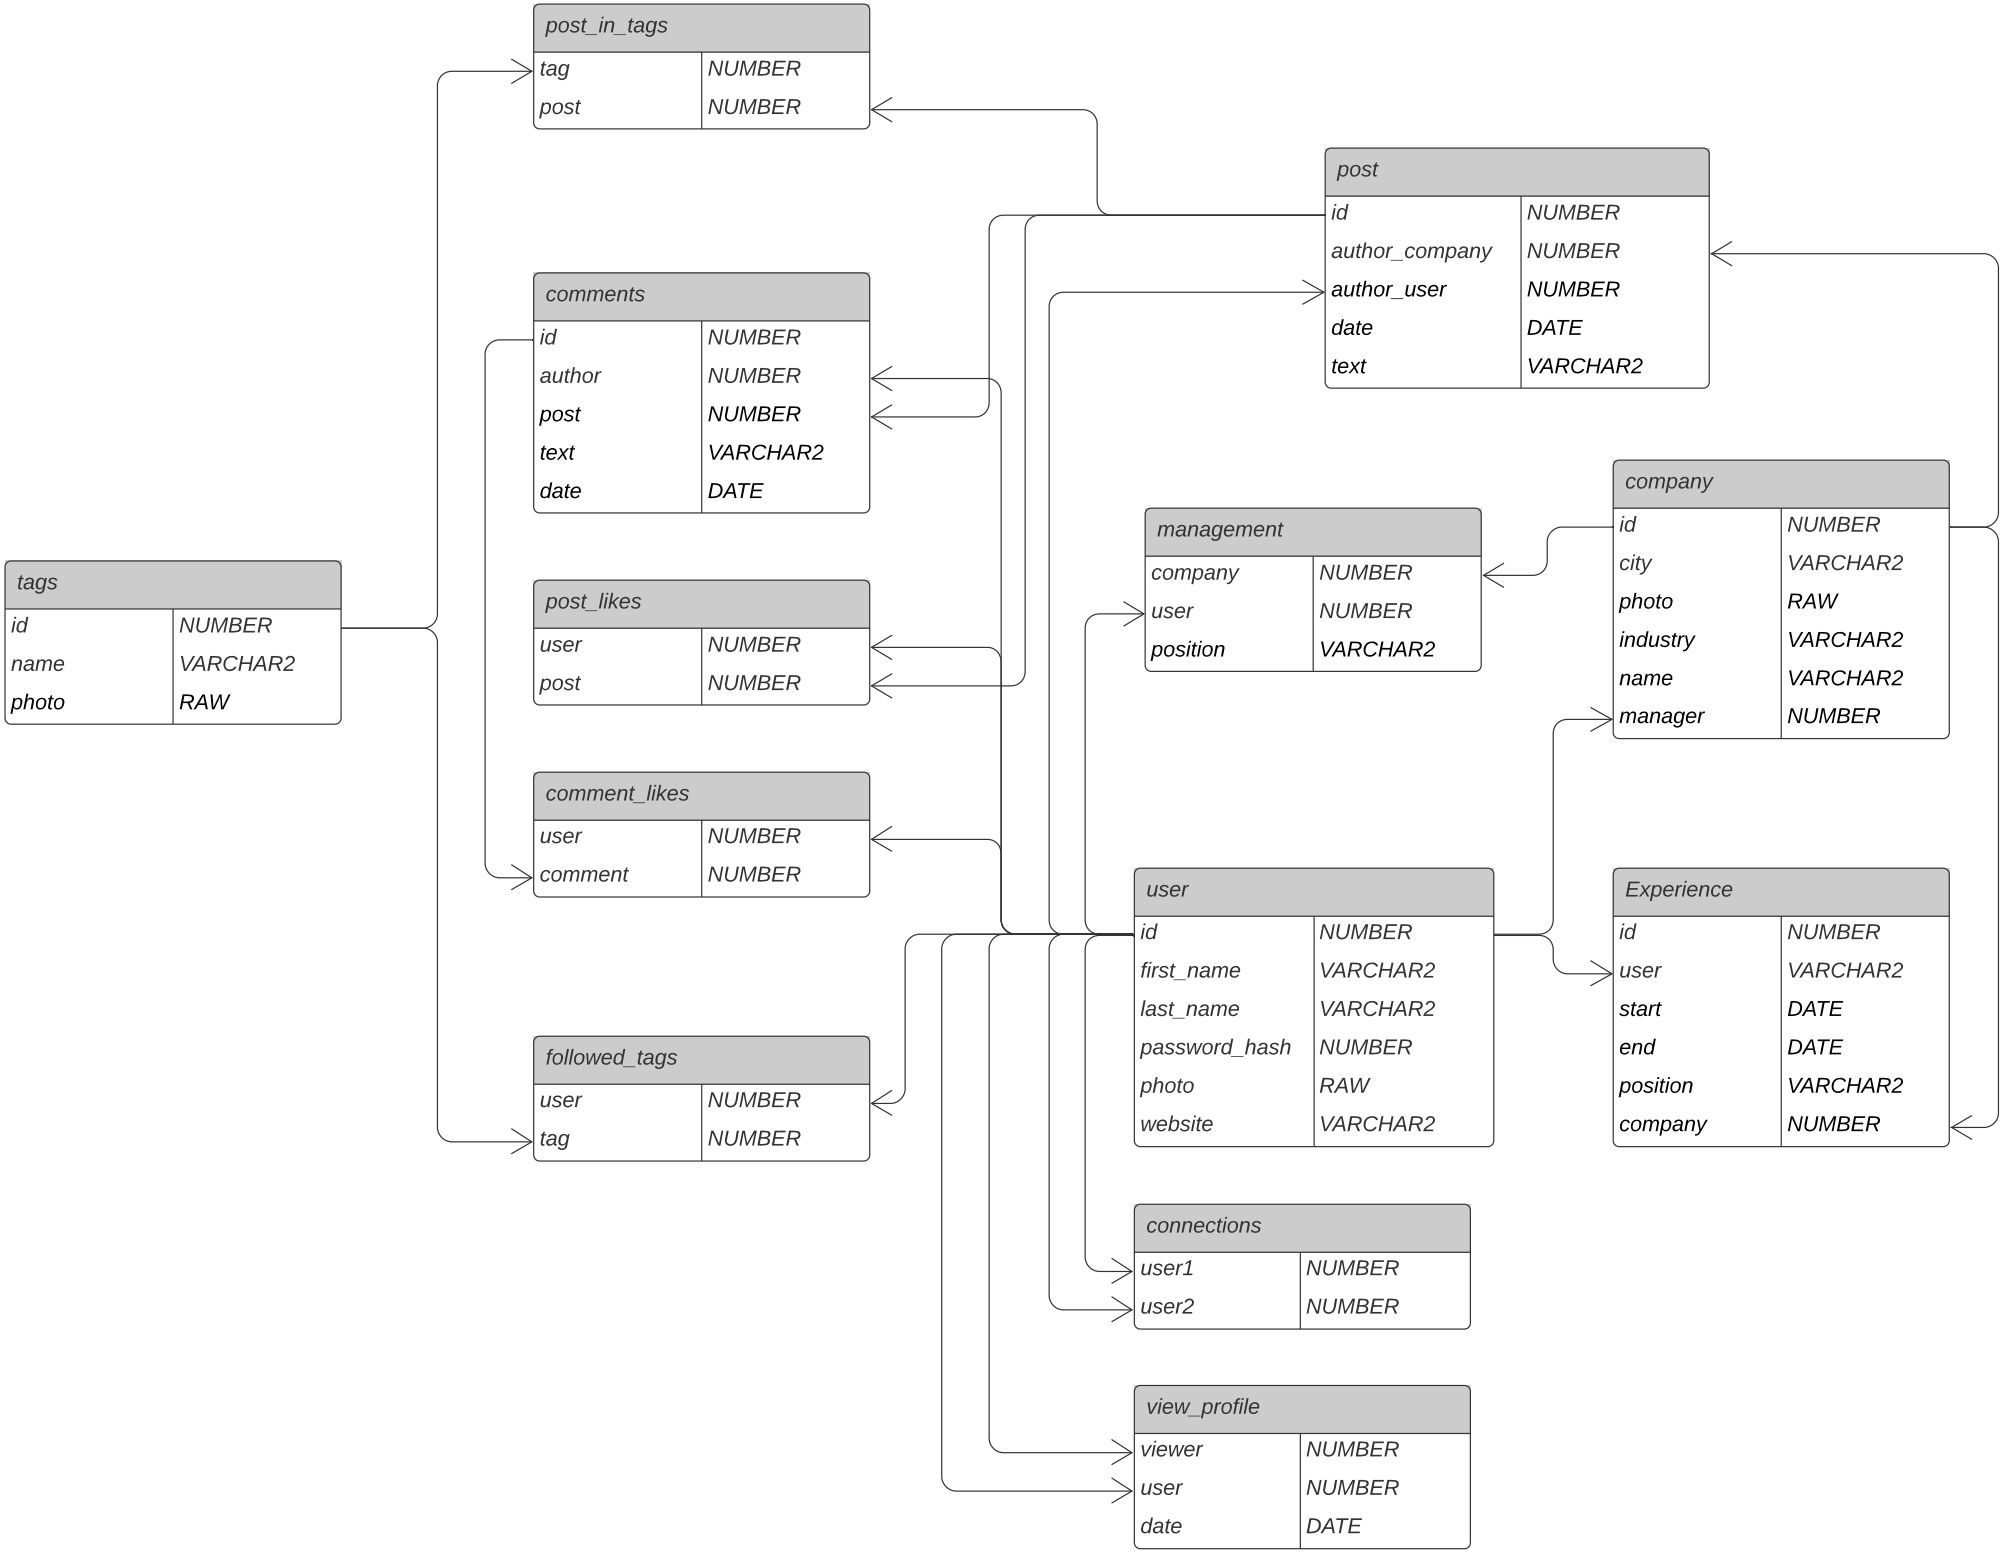 post_in_tags
tag NUMBER
post NUMBER
post
id NUMBER
author_company NUMBER
author_user NUMBER
date DATE
text VARCHAR2
comments
id NUMBER
author NUMBER
post NUMBER
text VARCHAR2
date DATE
company
id NUMBER
city VARCHAR2
photo RAW
industry VARCHAR2
name VARCHAR2
manager NUMBER
management
company NUMBER
user NUMBER
position VARCHAR2
tags
id NUMBER
name VARCHAR2
photo RAW
post_likes
user NUMBER
post NUMBER
comment_likes
user NUMBER
comment NUMBER
user
id NUMBER
first_name VARCHAR2
last_name VARCHAR2
password_hash NUMBER
photo RAW
website VARCHAR2
Experience
id NUMBER
user VARCHAR2
start DATE
end DATE
position VARCHAR2
company NUMBER
followed_tags
user NUMBER
tag NUMBER
connections
user1 NUMBER
user2 NUMBER
view_profile
viewer NUMBER
user NUMBER
date DATE